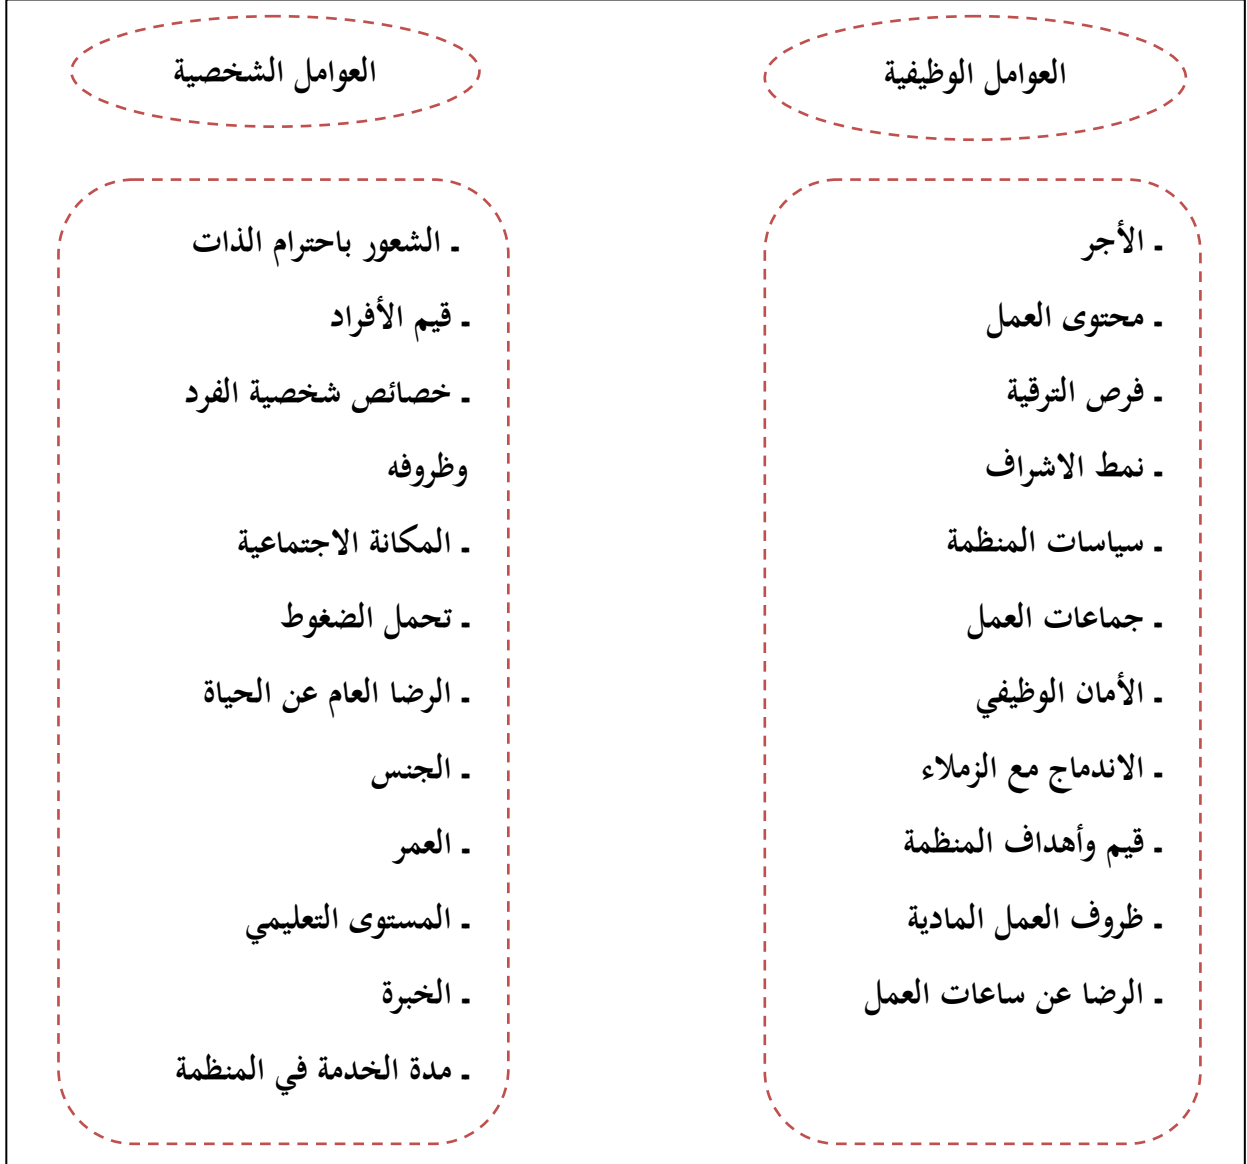 العوامل الوظيفية
ـ الأجر
ـ محتوى العمل
ـ فرص الترقية
ـ نمط الاشراف
ـ سياسات المنظمة
ـ جماعات العمل
ـ الأمان الوظيفي
ـ الاندماج مع الزملاء
ـ قيم وأهداف المنظمة
ـ ظروف العمل المادية
ـ الرضا عن ساعات العمل
العوامل الشخصية
ـ الشعور باحترام الذات
ـ قيم الأفراد
ـ خصائص شخصية الفرد
وظروفه
ـ المكانة الاجتماعية
ـ تحمل الضغوط
ـ الرضا العام عن الحياة
ـ الجنس
ـ العمر
ـ المستوى التعليمي
ـ الخبرة
ـ مدة الخدمة في المنظمة